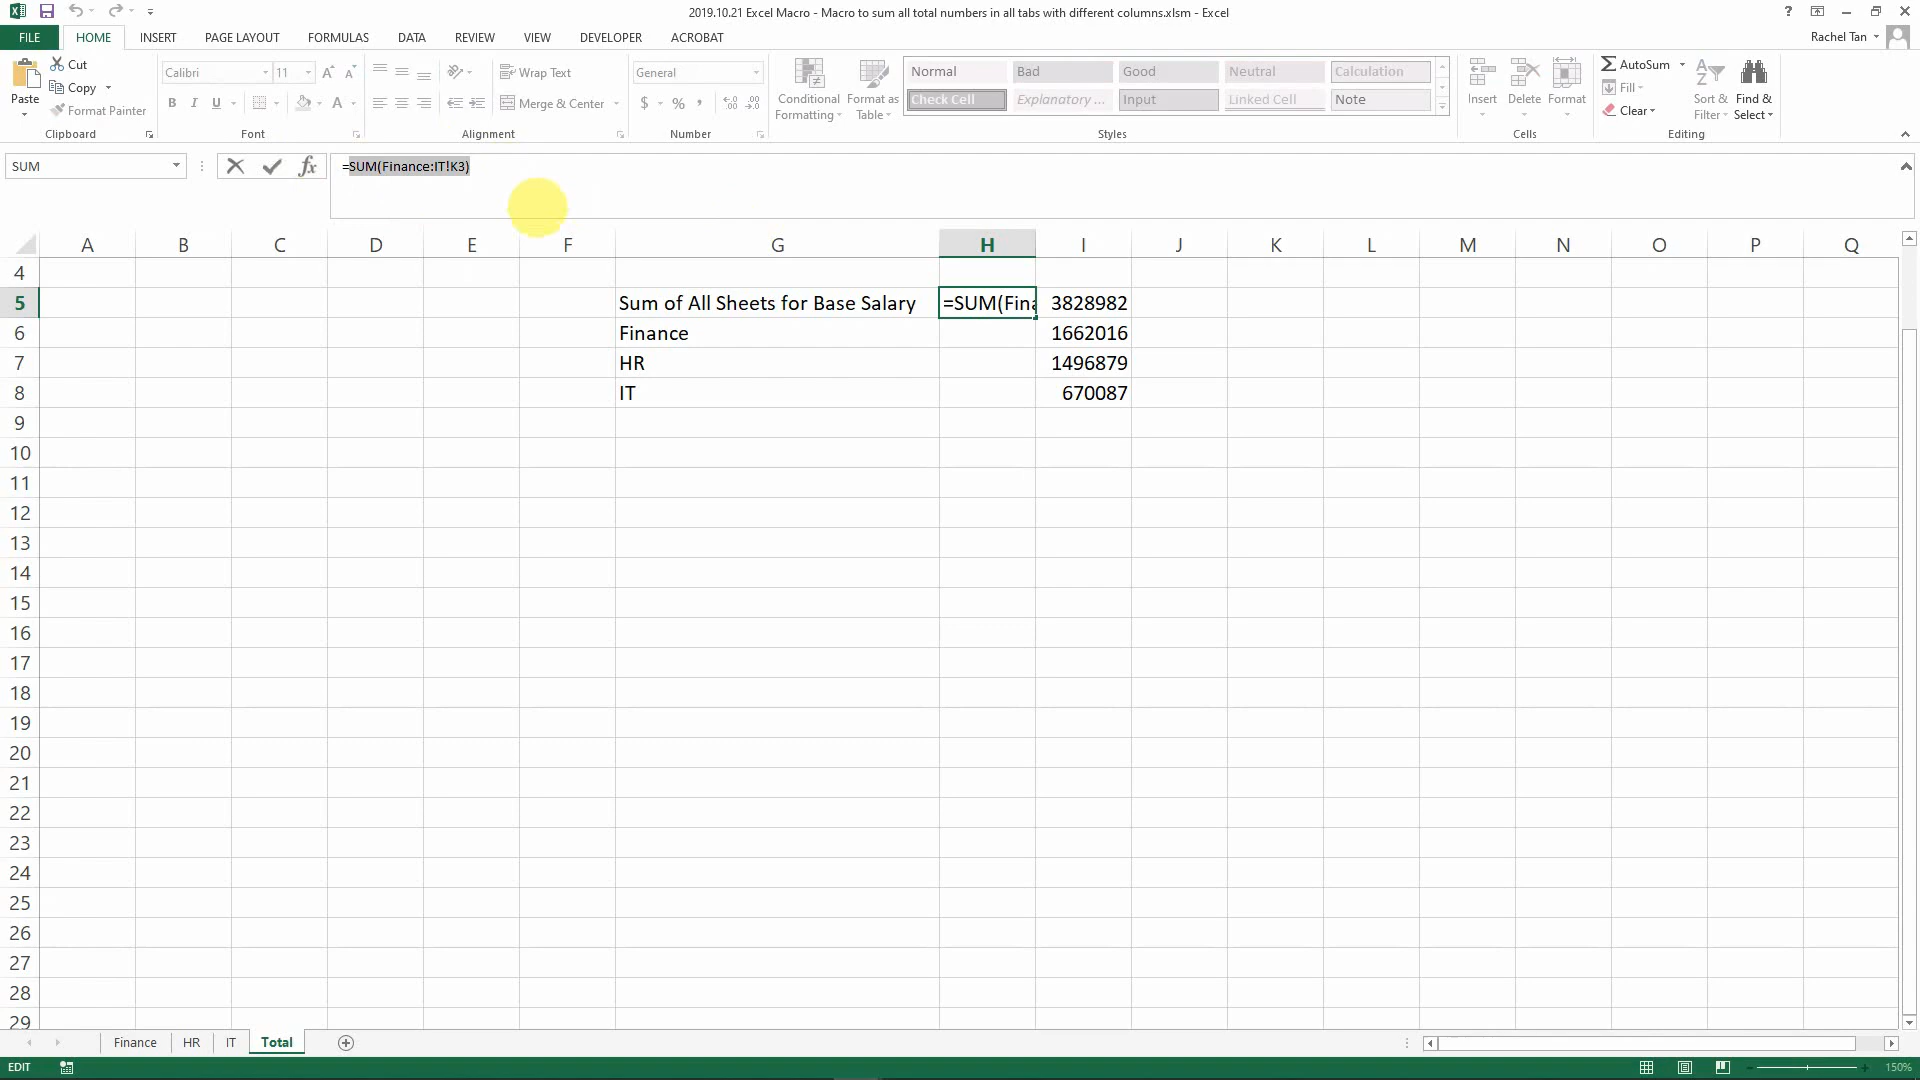 2019.10.21 Excel Macro - Macro to sum all total numbers in all tabs with different columns.xlsm - Excel
?
FILE HOME INSERT PAGE LAYOUT FORMULAS DATA REVIEW VIEW DEVELOPER ACROBAT Rachel Tan
Paste
Cut
Copy
Format Painter
Clipboard
Calibri 11
B I U
Font
Wrap Text
Merge & Center
Alignment
General
$ % ,
Number
Conditional Formatting
Format as Table
Normal Bad Good Neutral Calculation
Check Cell Explanatory ... Input Linked Cell Note
Styles
Insert Delete Format
Cells
AutoSum
Fill
Clear
Sort & Filter
Find & Select
Editing
SUM fx =SUM(Finance:IT!K3)
A B C D E F G H I J K L M N O P Q
4
5 Sum of All Sheets for Base Salary =SUM(Fina 3828982
6 Finance 1662016
7 HR 1496879
8 IT 670087
9
10
11
12
13
14
15
16
17
18
19
20
21
22
23
24
25
26
27
28
29
Finance HR IT Total
EDIT 150%